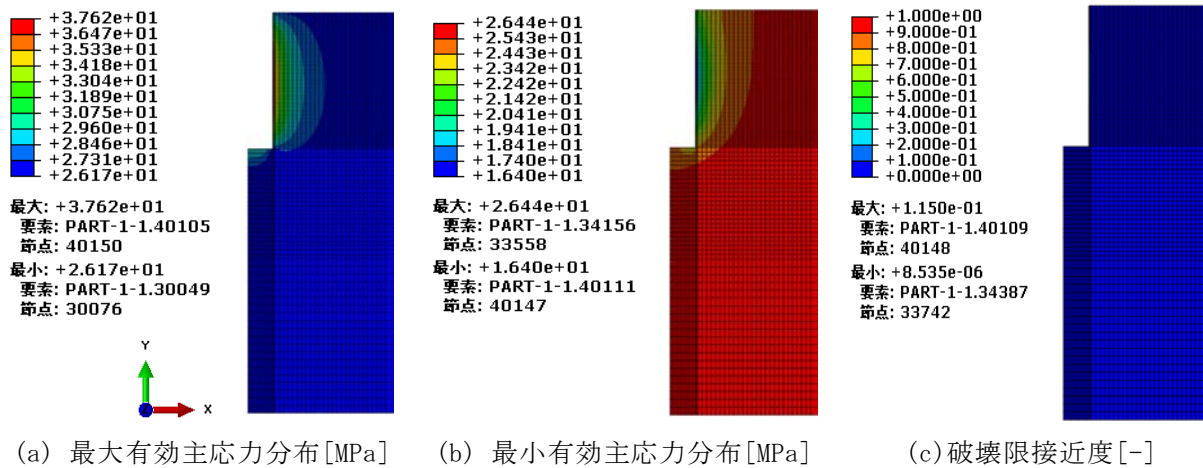 +3.762e+01
+3.647e+01
+3.533e+01
+3.418e+01
+3.304e+01
+3.189e+01
+3.075e+01
+2.960e+01
+2.846e+01
+2.731e+01
+2.617e+01
最大: +3.762e+01
要素: PART-1-1.40105
節点: 40150
最小: +2.617e+01
要素: PART-1-1.30049
節点: 30076
Y
Z
X
(a) 最大有効主応力分布[MPa]
+2.644e+01
+2.543e+01
+2.443e+01
+2.342e+01
+2.242e+01
+2.142e+01
+2.041e+01
+1.941e+01
+1.841e+01
+1.740e+01
+1.640e+01
最大: +2.644e+01
要素: PART-1-1.34156
節点: 33558
最小: +1.640e+01
要素: PART-1-1.40111
節点: 40147
(b) 最小有効主応力分布[MPa]
+1.000e+00
+9.000e-01
+8.000e-01
+7.000e-01
+6.000e-01
+5.000e-01
+4.000e-01
+3.000e-01
+2.000e-01
+1.000e-01
+0.000e+00
最大: +1.150e-01
要素: PART-1-1.40109
節点: 40148
最小: +8.535e-06
要素: PART-1-1.34387
節点: 33742
(c)破壊限接近度[-]